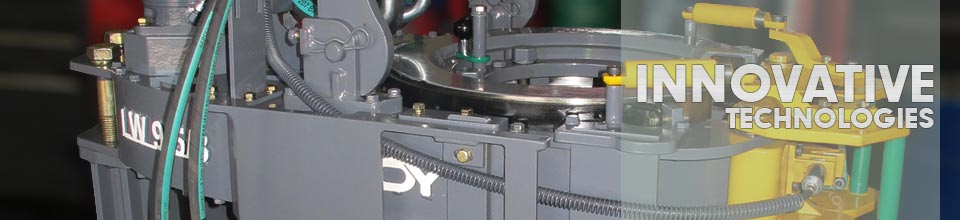 INNOVATIVE
TECHNOLOGIES
LW 9-5/8